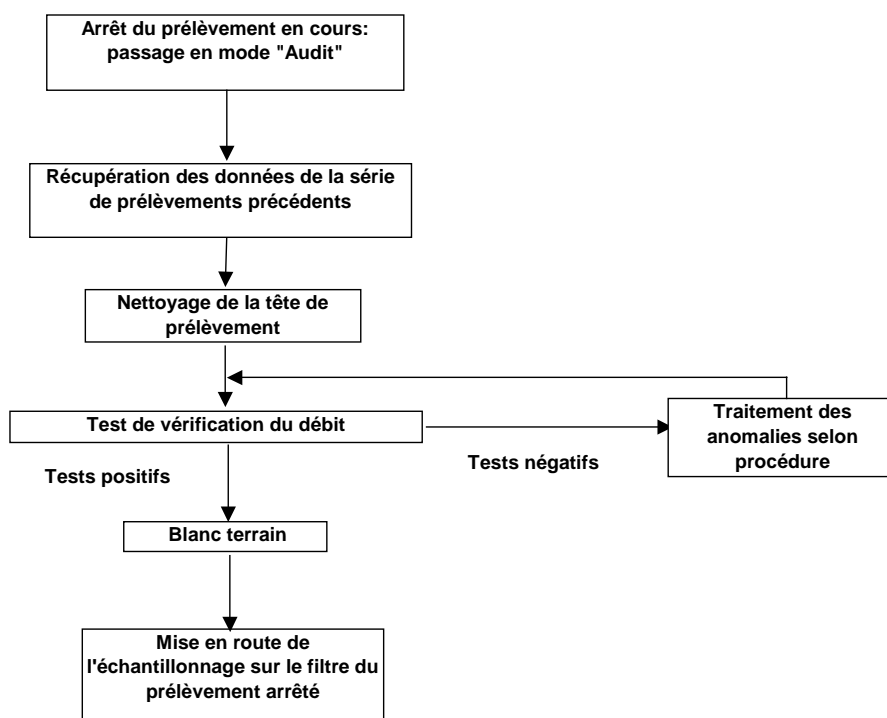 Arrêt du prélèvement en cours:
passage en mode "Audit"
Récupération des données de la série
de prélèvements précédents
Nettoyage de la tête de
prélèvement
Test de vérification du débit
Traitement des
anomalies selon
procédure
Tests positifs
Tests négatifs
Blanc terrain
Mise en route de
l'échantillonnage sur le filtre du
prélèvement arrêté